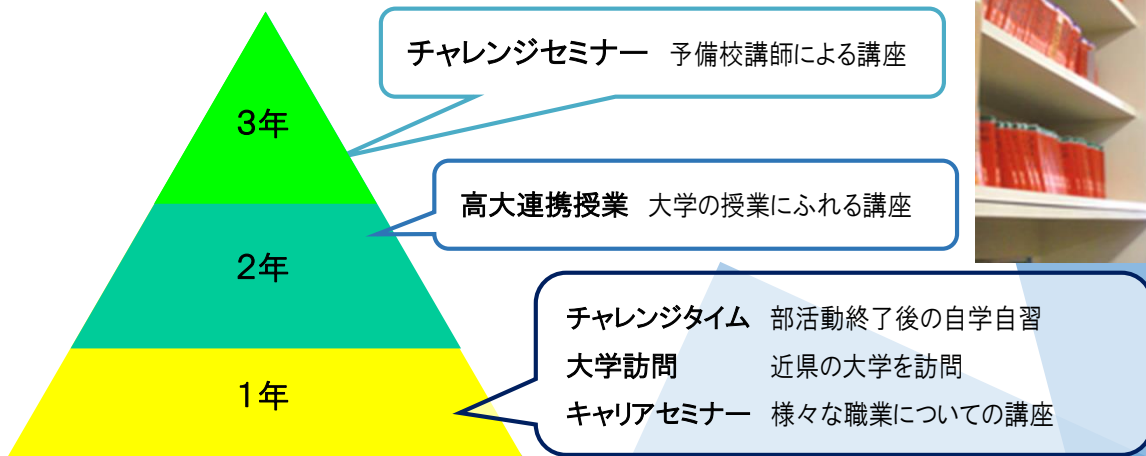 3年
チャレンジセミナー 予備校講師による講座
2年
高大連携授業 大学の授業にふれる講座
1年
チャレンジタイム 部活動終了後の自学自習
大学訪問 近県の大学を訪問
キャリアセミナー 様々な職業についての講座